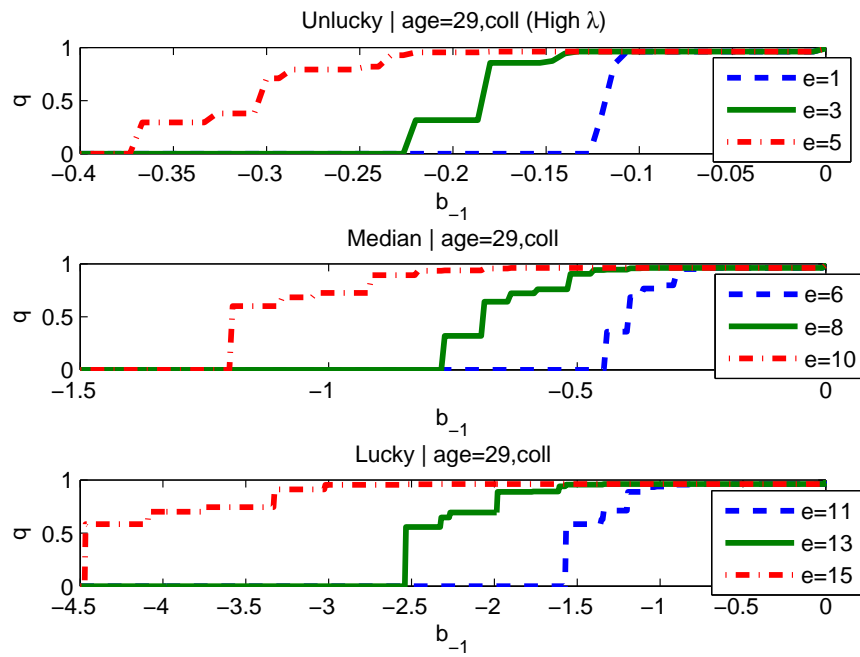 Unlucky | age=29,coll (High λ)
1
0.5
0
q
−0.4
−0.35
−0.3
−0.25
−0.2
−0.15
−0.1
−0.05
0
b−1
e=1
e=3
e=5
Median | age=29,coll
1
0.5
0
q
−1.5
−1
−0.5
0
b−1
e=6
e=8
e=10
Lucky | age=29,coll
1
0.5
0
q
−4.5
−4
−3.5
−3
−2.5
−2
−1.5
−1
−0.5
0
b−1
e=11
e=13
e=15